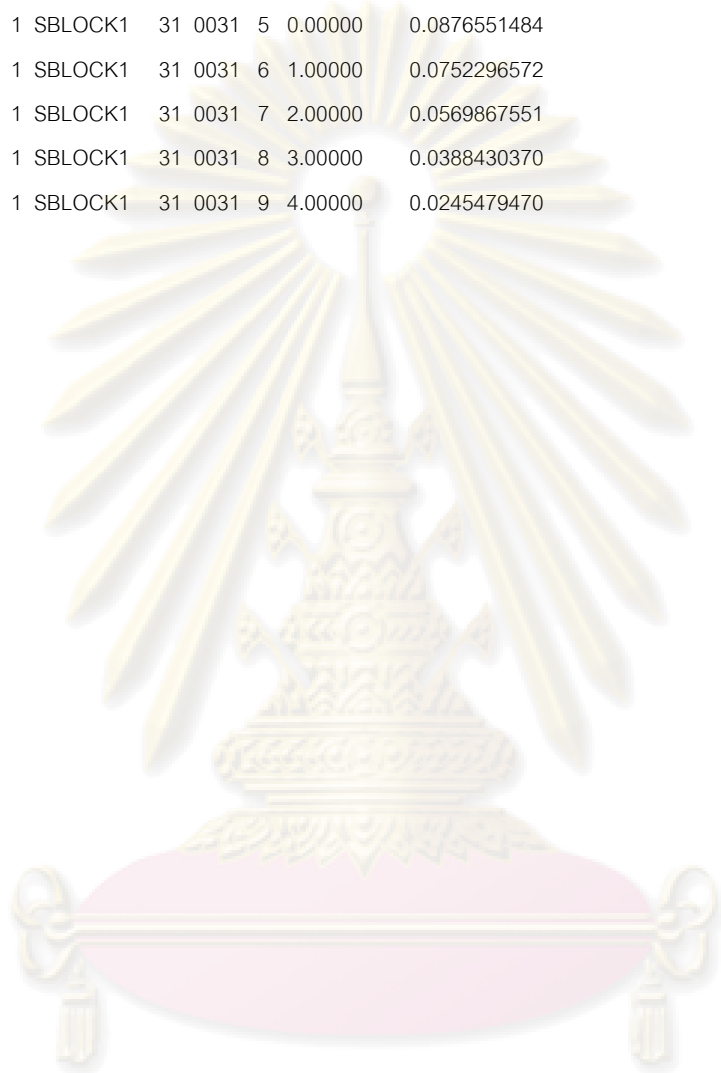 1 SBLOCK1 31 0031 5 0.00000 0.0876551484
1 SBLOCK1 31 0031 6 1.00000 0.0752296572
1 SBLOCK1 31 0031 7 2.00000 0.0569867551
1 SBLOCK1 31 0031 8 3.00000 0.0388430370
1 SBLOCK1 31 0031 9 4.00000 0.0245479470